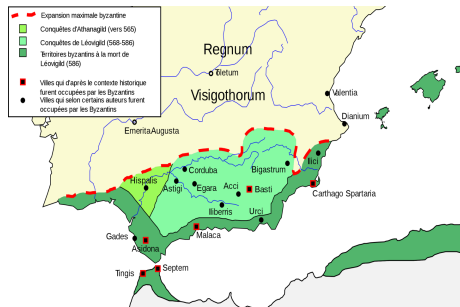 Expansion maximale byzantine
Conquêtes d'Athanagild (vers 565)
Conquêtes de Léovigild (568-586)
Territoires byzantins à la mort de
Léovigild (586)
Villes qui d'après le contexte historique
furent occupées par les Byzantins
Villes qui selon certains auteurs furent
occupées par les Byzantins
Regnum
Toletum
Visigothorum
Valentia
Dianium
Emerita Augusta
Ilici
Corduba
Bigastrum
Hispalis
Astigi
Egara
Acci
Basti
Carthago Spartaria
Iliberris
Urci
Gades
Malaca
Asidona
Septem
Tingis